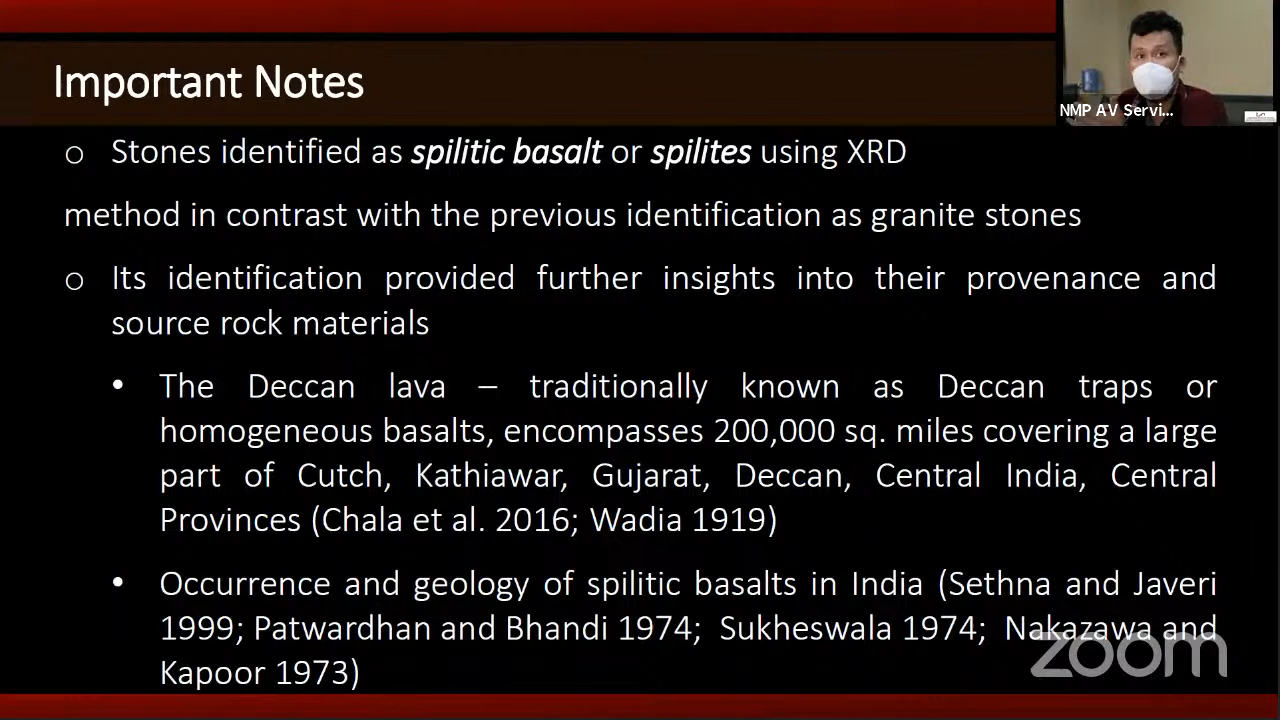 Important Notes
NMP AV Servi...
o Stones identified as spilitic basalt or spilites using XRD
method in contrast with the previous identification as granite stones
o Its identification provided further insights into their provenance and
source rock materials
• The Deccan lava – traditionally known as Deccan traps or
homogeneous basalts, encompasses 200,000 sq. miles covering a large
part of Cutch, Kathiawar, Gujarat, Deccan, Central India, Central
Provinces (Chala et al. 2016; Wadia 1919)
• Occurrence and geology of spilitic basalts in India (Sethna and Javeri
1999; Patwardhan and Bhandi 1974; Sukheswala 1974; Nakazawa and
Kapoor 1973)
zoom